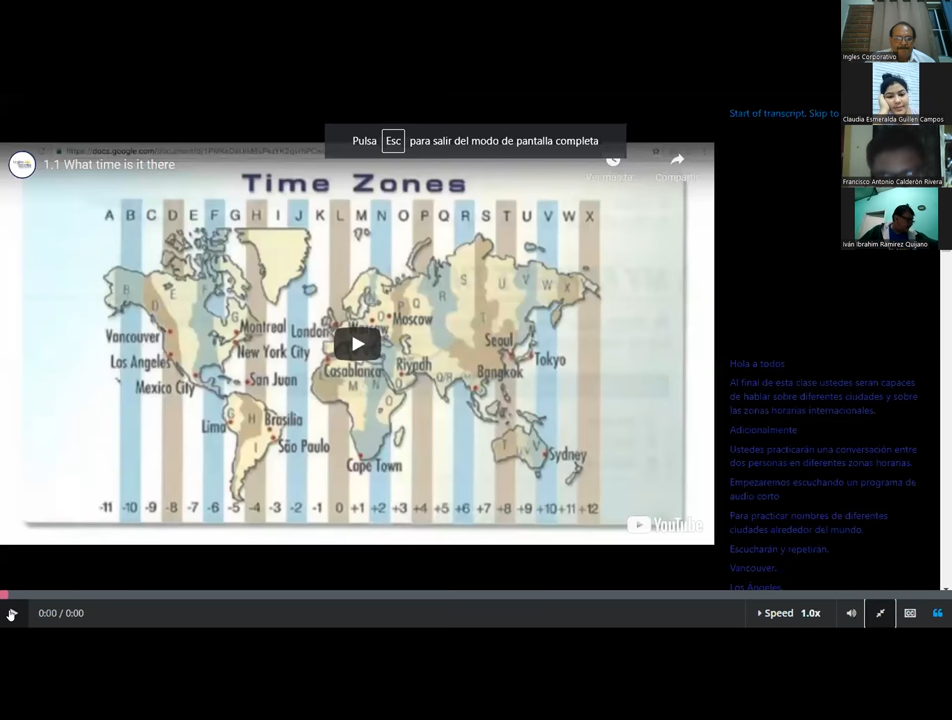 Ingles Corporativo
Claudia Esmeralda Guillen Campos
Francisco Antonio Calderón Rivera
Iván Ibrahim Ramirez Quijano
Start of transcript. Skip to
Pulsa Esc para salir del modo de pantalla completa
1.1 What time is it there
Compartir
Time Zones
A B C D E F G H I J K L M N O P Q R S T U V W X
B D E F G
M N O P Q R S T U V W X
Vancouver
Montreal
London
Moscow
Los Angeles
New York City
Casablanca
Riyadh
Seoul
Tokyo
Mexico City
San Juan
Bangkok
Lima
Brasilia
São Paulo
Cape Town
Sydney
G H I
-11 -10 -9 -8 -7 -6 -5 -4 -3 -2 -1 0 +1 +2 +3 +4 +5 +6 +7 +8 +9 +10 +11 +12
YouTube
Hola a todos
Al final de esta clase ustedes seran capaces
de hablar sobre diferentes ciudades y sobre
las zonas horarias internacionales.
Adicionalmente
Ustedes practicarán una conversación entre
dos personas en diferentes zonas horarias.
Empezaremos escuchando un programa de
audio corto
Para practicar nombres de diferentes
ciudades alrededor del mundo
Escucharán y repetirán.
Vancouver.
Los Ángeles
0:00 / 0:00
Speed 1.0x